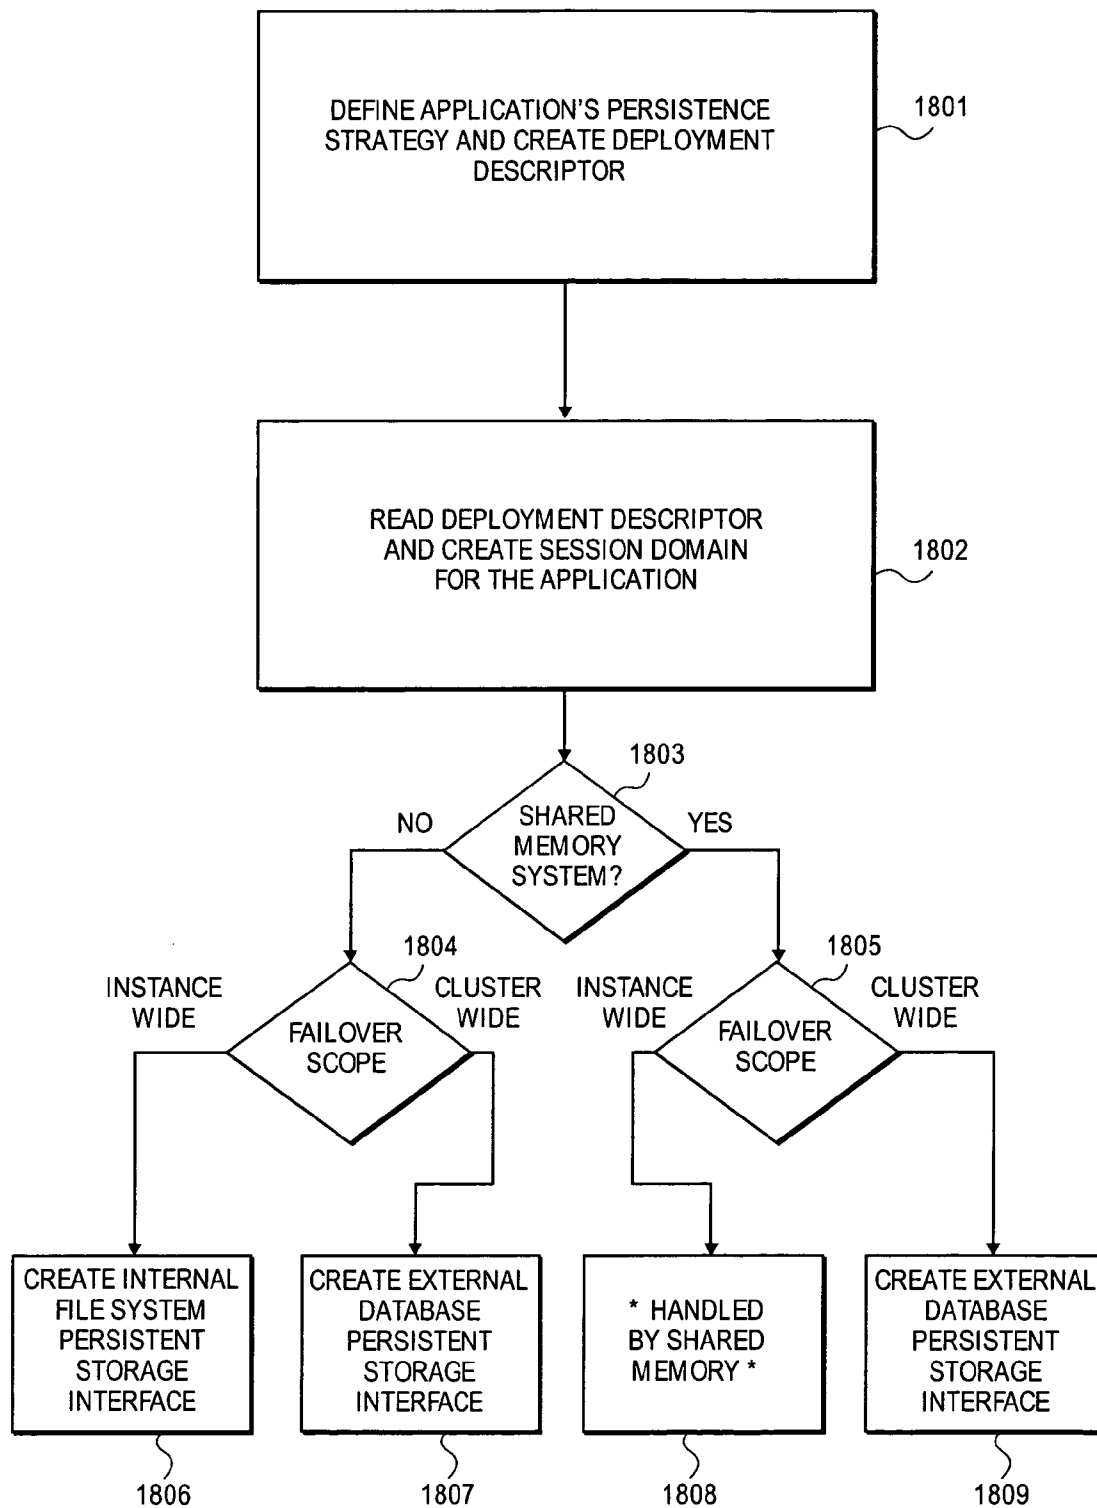 DEFINE APPLICATION'S PERSISTENCE
STRATEGY AND CREATE DEPLOYMENT
DESCRIPTOR
1801
READ DEPLOYMENT DESCRIPTOR
AND CREATE SESSION DOMAIN
FOR THE APPLICATION
1802
1803
NO
SHARED
MEMORY
SYSTEM?
YES
1804
INSTANCE
WIDE
FAILOVER
SCOPE
CLUSTER
WIDE
1805
INSTANCE
WIDE
FAILOVER
SCOPE
CLUSTER
WIDE
CREATE INTERNAL
FILE SYSTEM
PERSISTENT
STORAGE
INTERFACE
CREATE EXTERNAL
DATABASE
PERSISTENT
STORAGE
INTERFACE
* HANDLED
BY SHARED
MEMORY *
CREATE EXTERNAL
DATABASE
PERSISTENT
STORAGE
INTERFACE
1806
1807
1808
1809